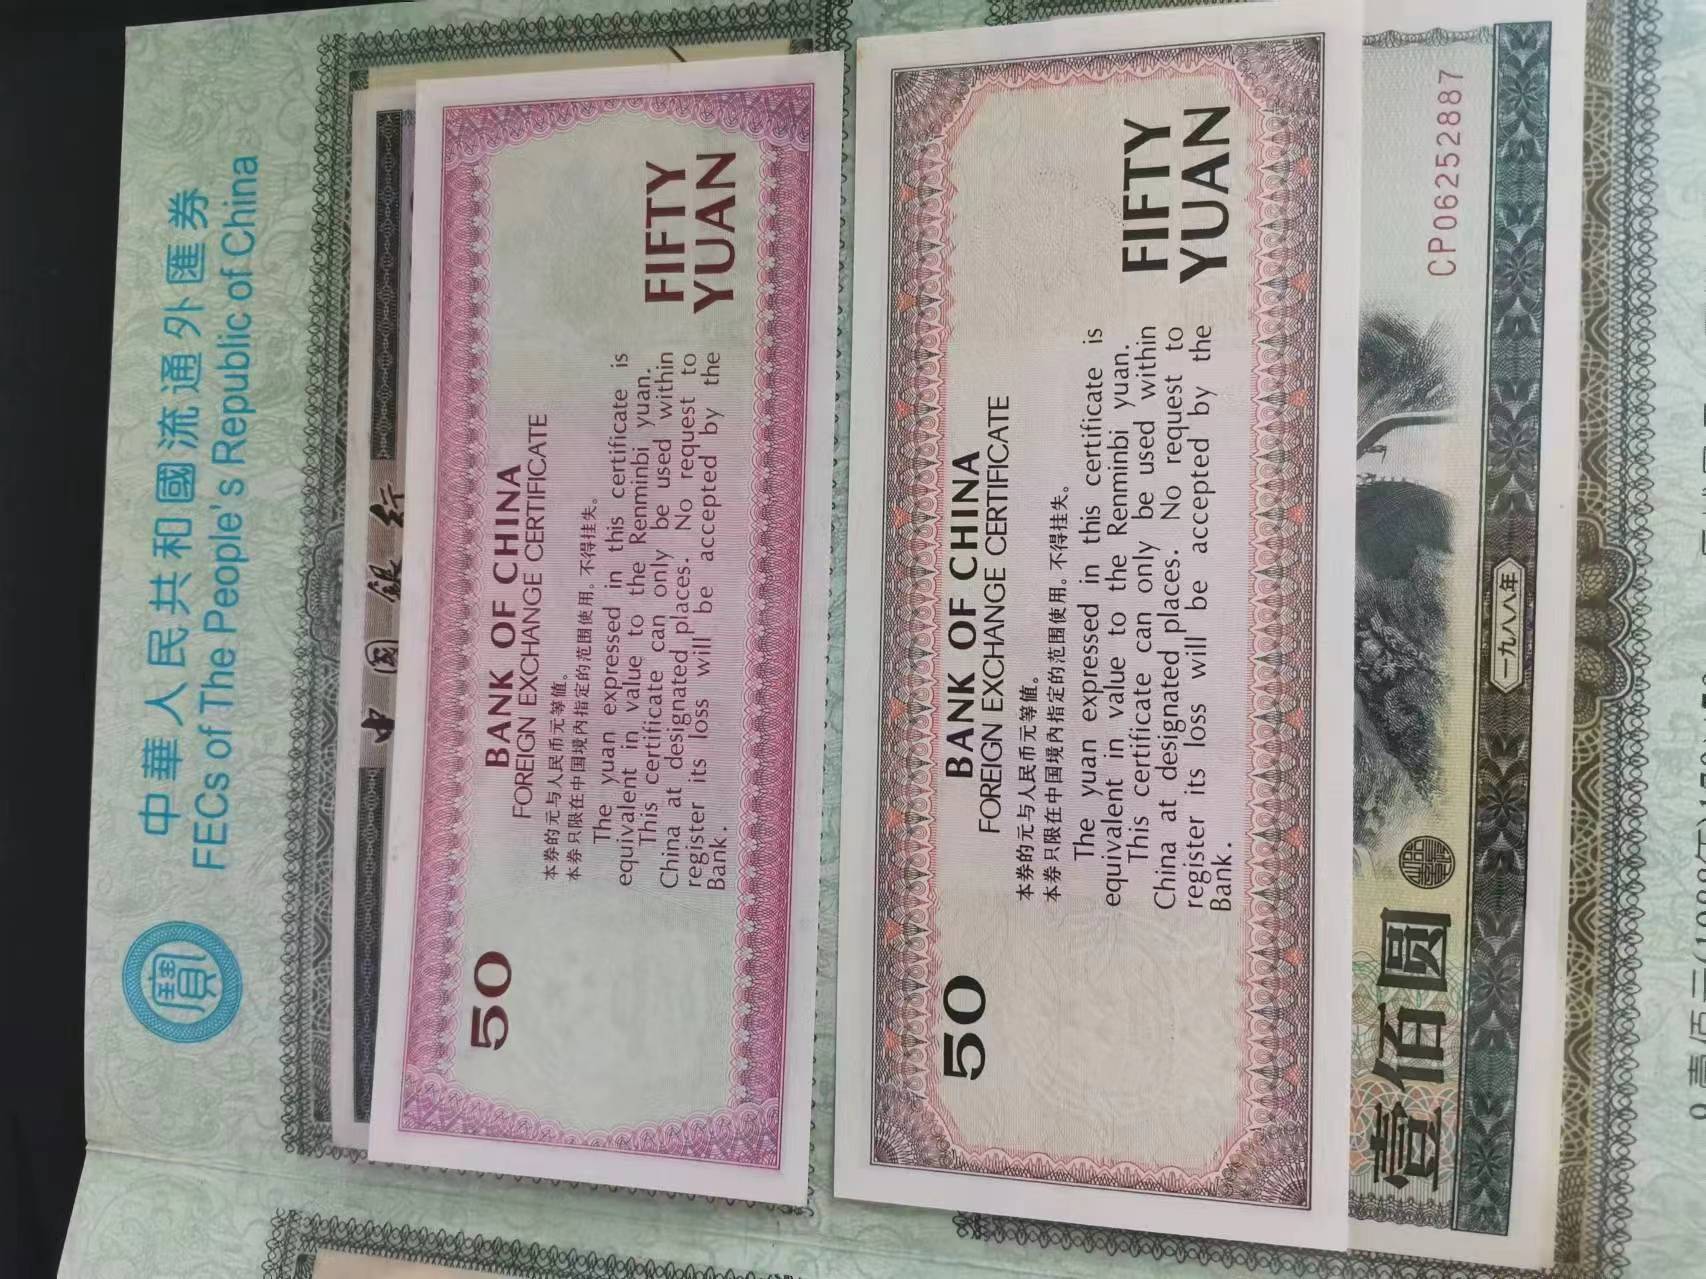 寶
中華人民共和國流通外匯券
FECs of The People's Republic of China
中國銀行
50
BANK OF CHINA
FOREIGN EXCHANGE CERTIFICATE
本券的元与人民币元等值。
本券只限在中国境内指定的范围使用。不得挂失。
The yuan expressed in this certificate is
equivalent in value to the Renminbi yuan.
This certificate can only be used within
China at designated places. No request to
register its loss will be accepted by the
Bank.
FIFTY
YUAN
50
BANK OF CHINA
FOREIGN EXCHANGE CERTIFICATE
本券的元与人民币元等值。
本券只限在中国境内指定的范围使用。不得挂失。
The yuan expressed in this certificate is
equivalent in value to the Renminbi yuan.
This certificate can only be used within
China at designated places. No request to
register its loss will be accepted by the
Bank.
FIFTY
YUAN
壹佰圆
CP06252887
一九八八年